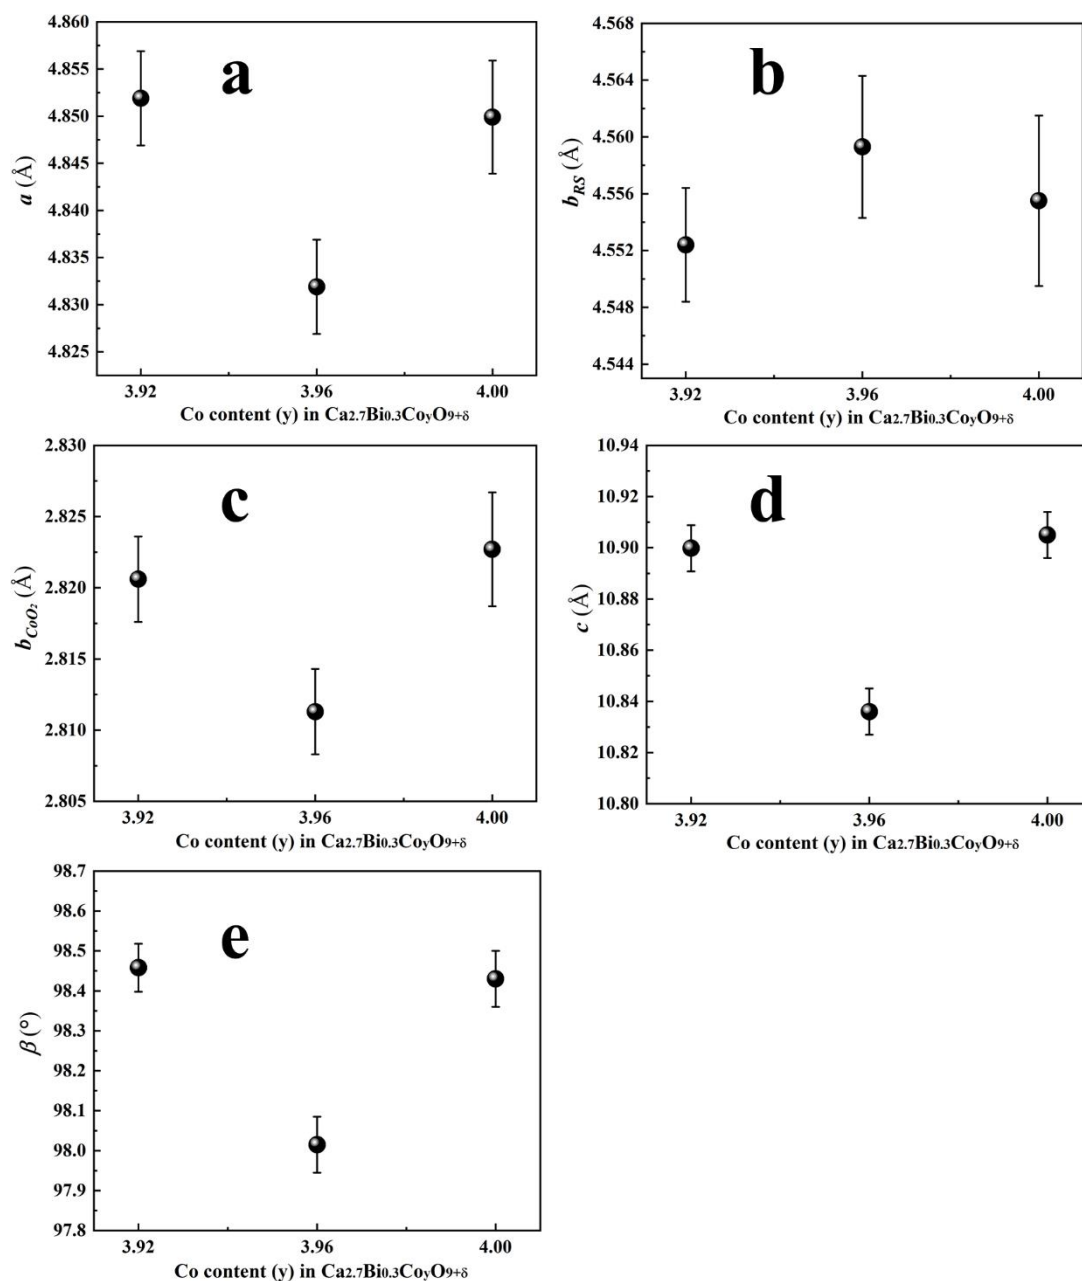 a
4.860
4.855
4.850
4.845
4.840
4.835
4.830
4.825
a (Å)
3.92 3.96 4.00
Co content (y) in Ca2.7Bi0.3CoyO9+δ
b
4.568
4.564
4.560
4.556
4.552
4.548
4.544
bRS (Å)
3.92 3.96 4.00
Co content (y) in Ca2.7Bi0.3CoyO9+δ
c
2.830
2.825
2.820
2.815
2.810
2.805
bCoO2 (Å)
3.92 3.96 4.00
Co content (y) in Ca2.7Bi0.3CoyO9+δ
d
10.94
10.92
10.90
10.88
10.86
10.84
10.82
10.80
c (Å)
3.92 3.96 4.00
Co content (y) in Ca2.7Bi0.3CoyO9+δ
e
98.7
98.6
98.5
98.4
98.3
98.2
98.1
98.0
97.9
97.8
β (°)
3.92 3.96 4.00
Co content (y) in Ca2.7Bi0.3CoyO9+δ